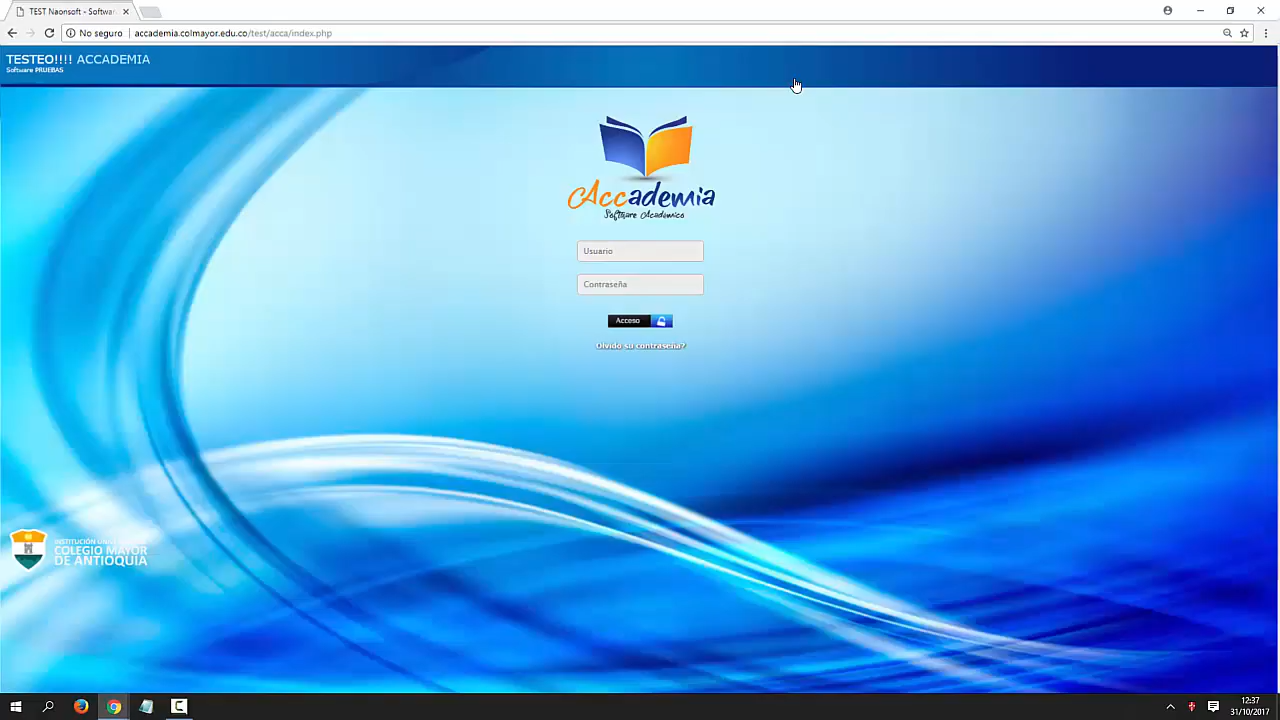 TEST Naonsoft - Softwa
No seguro
accademia.colmayor.edu.co/test/acca/index.php
TESTEO!!!! ACCADEMIA
Software PRUEBAS
Accademia
Software Académico
Usuario
Contraseña
Acceso
Olvido su contraseña?
COLEGIO MAYOR
DE ANTIOQUIA
12:37
31/10/2017